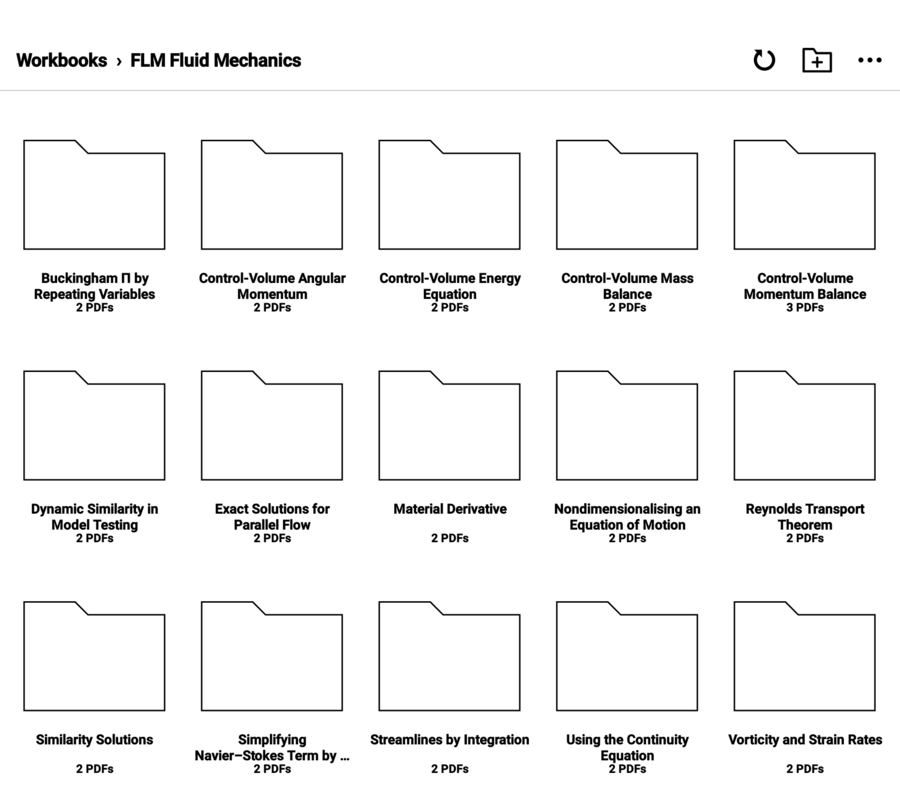 Workbooks › FLM Fluid Mechanics
Buckingham Π by
Repeating Variables
2 PDFs
Control-Volume Angular
Momentum
2 PDFs
Control-Volume Energy
Equation
2 PDFs
Control-Volume Mass
Balance
2 PDFs
Control-Volume
Momentum Balance
3 PDFs
Dynamic Similarity in
Model Testing
2 PDFs
Exact Solutions for
Parallel Flow
2 PDFs
Material Derivative
2 PDFs
Nondimensionalising an
Equation of Motion
2 PDFs
Reynolds Transport
Theorem
2 PDFs
Similarity Solutions
2 PDFs
Simplifying
Navier–Stokes Term by ...
2 PDFs
Streamlines by Integration
2 PDFs
Using the Continuity
Equation
2 PDFs
Vorticity and Strain Rates
2 PDFs